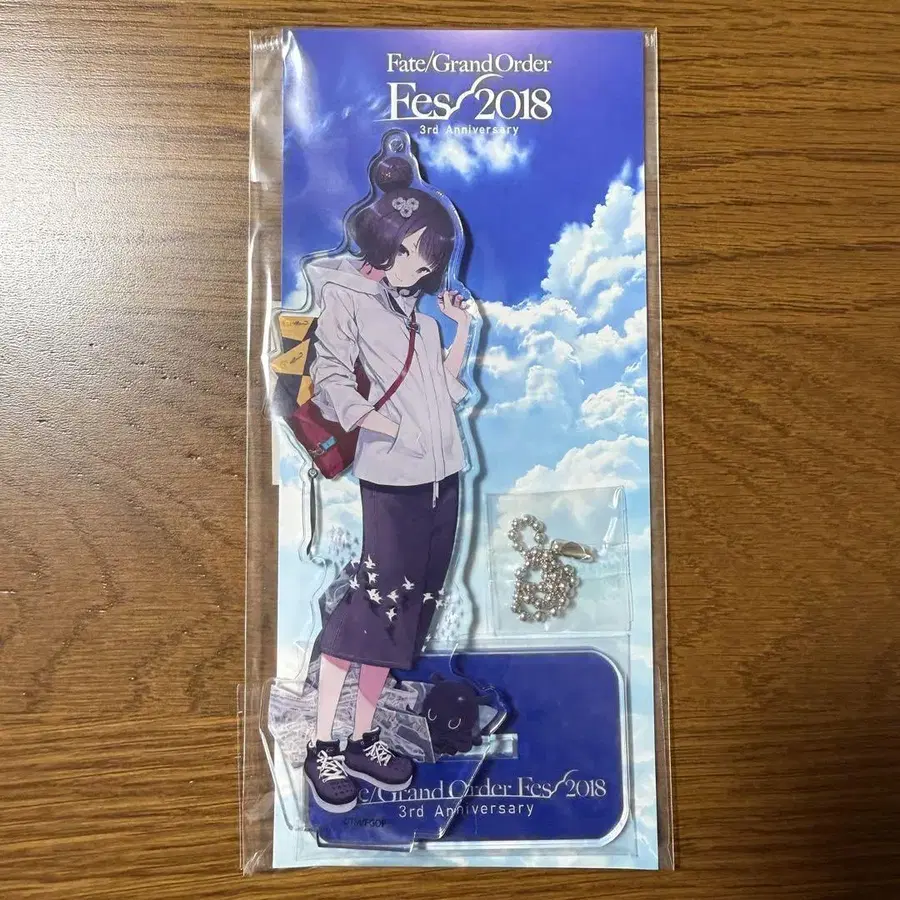 Fate/Grand Order
Fes 2018
3rd Anniversary
e/Grand Order Fes 2018
3rd Anniversary